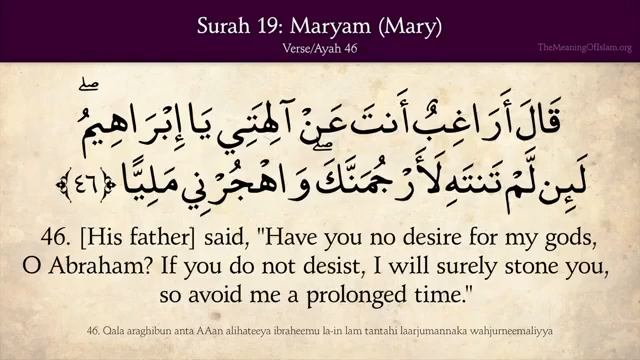 Surah 19: Maryam (Mary)
Verse/Ayah 46
TheMeaningOfIslam.org
قَالَ أَرَاغِبٌ أَنتَ عَنْ آلِهَتِي يَا إِبْرَاهِيمُ ۖ
لَئِن لَّمْ تَنتَهِ لَأَرْجُمَنَّكَ ۖ وَاهْجُرْنِي مَلِيًّا ﴿٤٦﴾
46. [His father] said, "Have you no desire for my gods,
O Abraham? If you do not desist, I will surely stone you,
so avoid me a prolonged time."
46. Qala araghibun anta AAan alihateeya ibraheemu la-in lam tantahi laarjumannaka wahjurneemaliyya